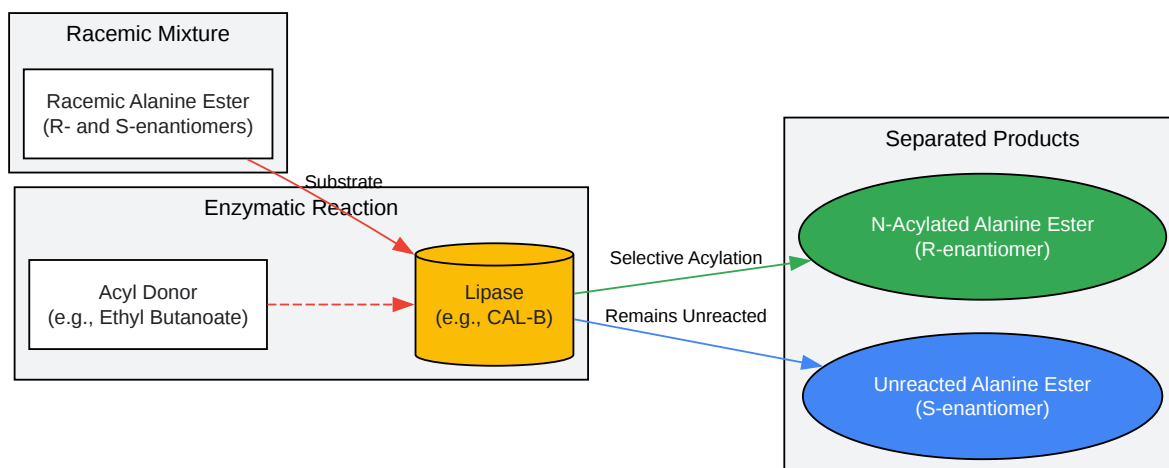 Racemic Mixture
Racemic Alanine Ester
(R- and S-enantiomers)
Substrate
Enzymatic Reaction
Acyl Donor
(e.g., Ethyl Butanoate)
Lipase
(e.g., CAL-B)
Selective Acylation
Remains Unreacted
Separated Products
N-Acylated Alanine Ester
(R-enantiomer)
Unreacted Alanine Ester
(S-enantiomer)